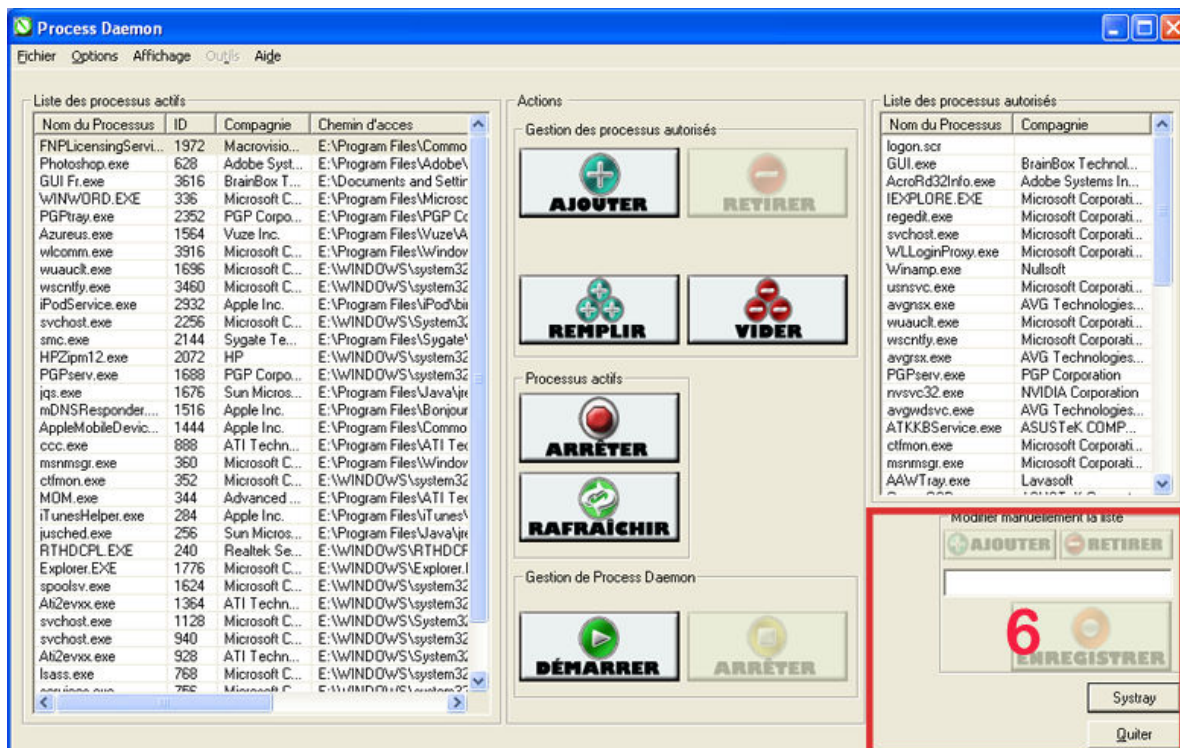 Process Daemon
Fichier Options Affichage Outils Aide
Liste des processus actifs
Nom du Processus ID Compagnie Chemin d'acces
FNPLicensingServi... 1972 Macrovisio... E:\Program Files\Commo
Photoshop.exe 628 Adobe Syst... E:\Program Files\Adobe\
GUI Fr.exe 3616 BrainBox T... E:\Documents and Settir
WINWORD.EXE 336 Microsoft C... E:\Program Files\Microsc
PGPtray.exe 2352 PGP Corpo... E:\Program Files\PGP Cc
Azureus.exe 1564 Vuze Inc. E:\Program Files\Vuze\A
wlcomm.exe 3916 Microsoft C... E:\Program Files\Window
wuauclt.exe 1696 Microsoft C... E:\WINDOWS\system32
wscntfy.exe 3460 Microsoft C... E:\WINDOWS\system32
iPodService.exe 2932 Apple Inc. E:\Program Files\iPod\bi
svchost.exe 2256 Microsoft C... E:\WINDOWS\System3
smc.exe 2144 Sygate Te... E:\Program Files\Sygate\
HPZipm12.exe 2072 HP E:\WINDOWS\system32
PGPserv.exe 1688 PGP Corpo... E:\WINDOWS\system32
jqs.exe 1676 Sun Micros... E:\Program Files\Java\jre
mDNSResponder.... 1516 Apple Inc. E:\Program Files\Bonjour
AppleMobileDevic... 1444 Apple Inc. E:\Program Files\Commo
ccc.exe 888 ATI Techn... E:\Program Files\ATI Tec
msnmsgr.exe 360 Microsoft C... E:\Program Files\Window
ctfmon.exe 352 Microsoft C... E:\WINDOWS\system32
MOM.exe 344 Advanced ... E:\Program Files\ATI Tec
iTunesHelper.exe 284 Apple Inc. E:\Program Files\iTunes\
jusched.exe 256 Sun Micros... E:\Program Files\Java\jre
RTHDCPL.EXE 240 Realtek Se... E:\WINDOWS\RTHDCF
Explorer.EXE 1776 Microsoft C... E:\WINDOWS\Explorer.I
spoolsv.exe 1624 Microsoft C... E:\WINDOWS\system32
Ati2evxx.exe 1364 ATI Techn... E:\WINDOWS\system32
svchost.exe 1128 Microsoft C... E:\WINDOWS\System3
svchost.exe 940 Microsoft C... E:\WINDOWS\system32
Ati2evxx.exe 928 ATI Techn... E:\WINDOWS\System32
lsass.exe 768 Microsoft C... E:\WINDOWS\system32
Actions
Gestion des processus autorisés
AJOUTER
RETIRER
REMPLIR
VIDER
Processus actifs
ARRÊTER
RAFRAÎCHIR
Gestion de Process Daemon
DÉMARRER
ARRÊTER
Liste des processus autorisés
Nom du Processus Compagnie
logon.scr
GUI.exe BrainBox Technol...
AcroRd32Info.exe Adobe Systems In...
IEXPLORE.EXE Microsoft Corporati...
regedit.exe Microsoft Corporati...
svchost.exe Microsoft Corporati...
WLLoginProxy.exe Microsoft Corporati...
Winamp.exe Nullsoft
usnsvc.exe Microsoft Corporati...
avgnsx.exe AVG Technologies...
wuauclt.exe Microsoft Corporati...
wscntfy.exe Microsoft Corporati...
avgrsx.exe AVG Technologies...
PGPserv.exe PGP Corporation
nvsvc32.exe NVIDIA Corporation
avgwdsvc.exe AVG Technologies...
ATKKBService.exe ASUSTeK COMP...
ctfmon.exe Microsoft Corporati...
msnmsgr.exe Microsoft Corporati...
AAWTray.exe Lavasoft
Modifier manuellement la liste
AJOUTER RETIRER
6
ENREGISTRER
Systray
Quiter